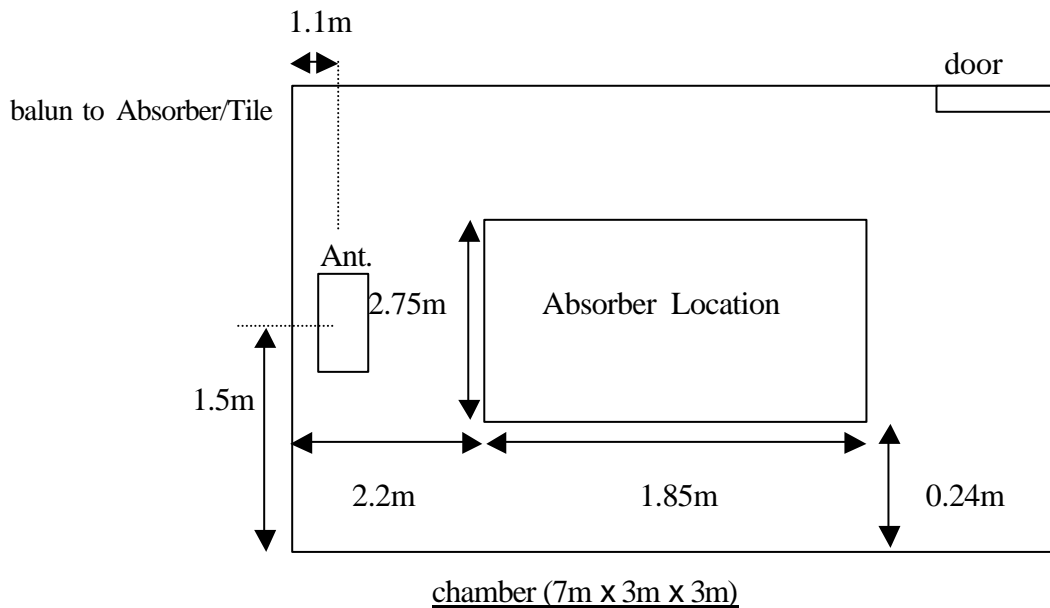 1.1m
door
balun to Absorber/Tile
Ant.
2.75m
Absorber Location
1.5m
2.2m
1.85m
0.24m
chamber (7m x 3m x 3m)